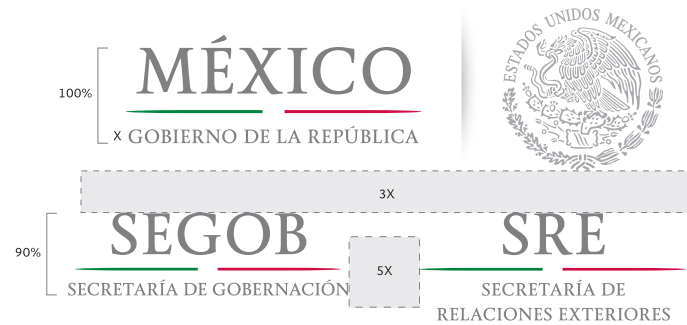 ESTADOS UNIDOS MEXICANOS
MÉXICO
100%
X GOBIERNO DE LA REPÚBLICA
3X
SEGOB
SRE
90%
5X
SECRETARÍA DE GOBERNACIÓN
SECRETARÍA DE
RELACIONES EXTERIORES